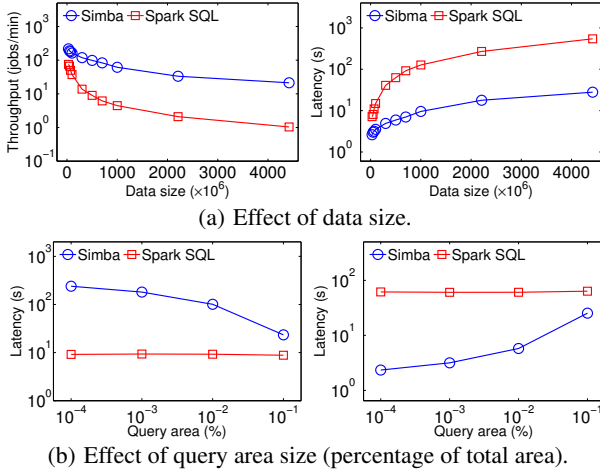 Simba Spark SQL
Throughput (jobs/min)
10^3
10^2
10^1
10^0
10^-1
0 1000 2000 3000 4000
Data size (×10^6)
Sibma Spark SQL
Latency (s)
10^3
10^2
10^1
10^0
0 1000 2000 3000 4000
Data size (×10^6)
(a) Effect of data size.
Simba Spark SQL
Latency (s)
10^3
10^2
10^1
10^0
10^-4 10^-3 10^-2 10^-1
Query area (%)
Simba Spark SQL
Latency (s)
10^2
10^0
10^-4 10^-3 10^-2 10^-1
Query area (%)
(b) Effect of query area size (percentage of total area).